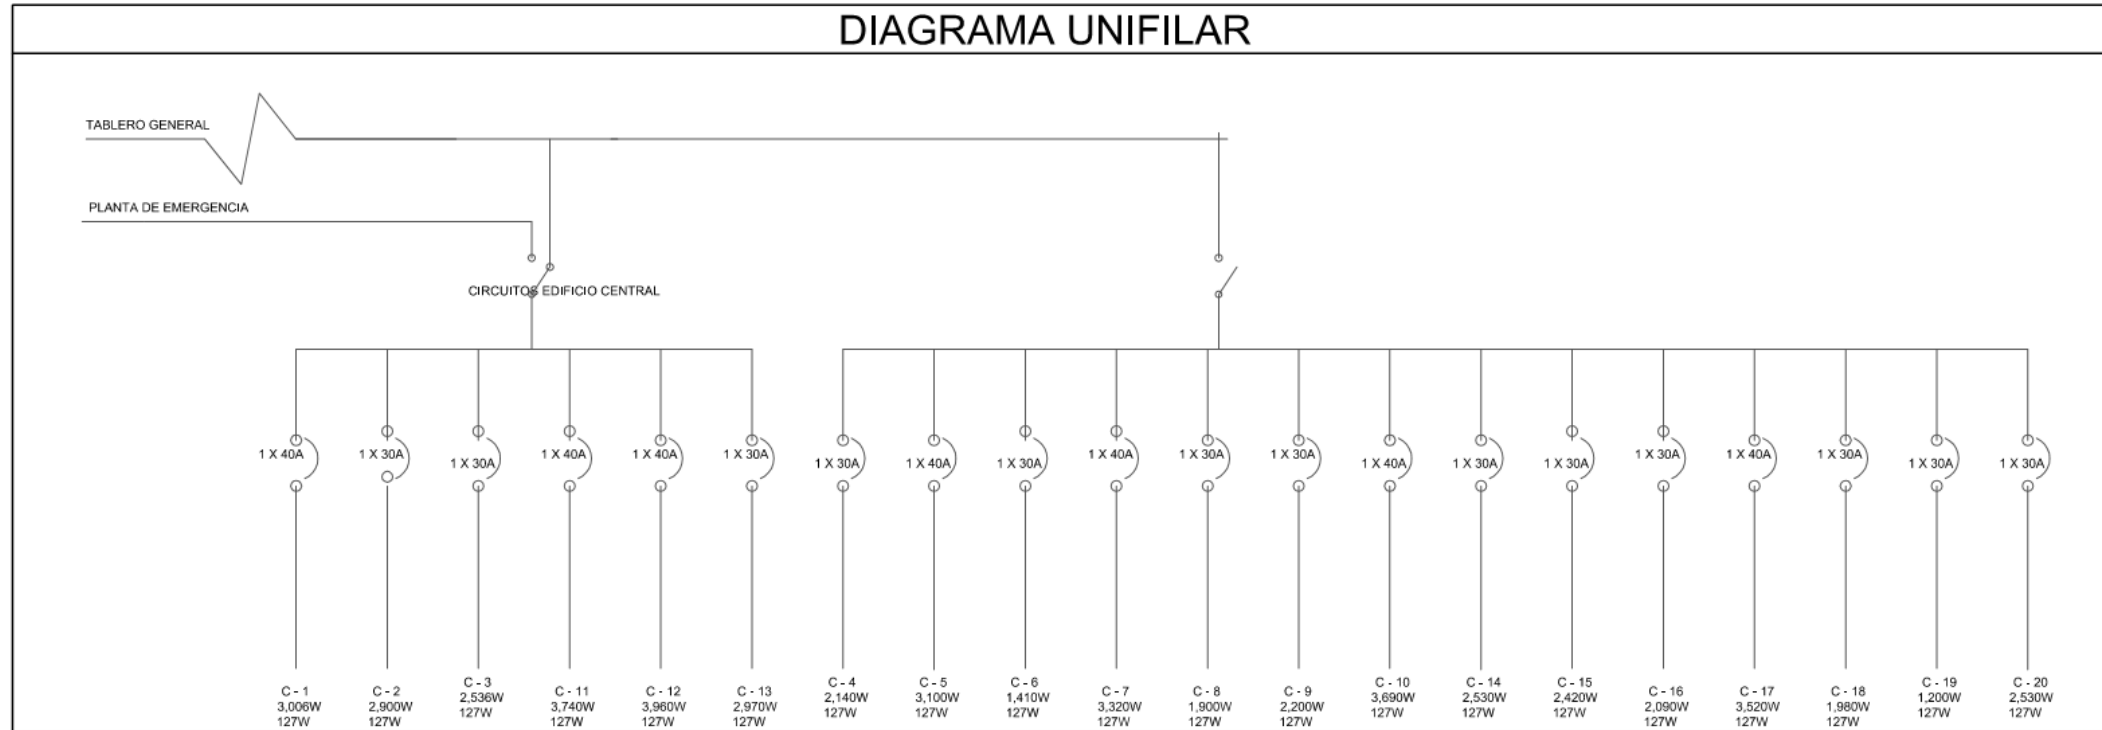 DIAGRAMA UNIFILAR
TABLERO GENERAL
PLANTA DE EMERGENCIA
CIRCUITOS EDIFICIO CENTRAL
1 X 40A
1 X 30A
1 X 30A
1 X 40A
1 X 40A
1 X 30A
1 X 30A
1 X 40A
1 X 30A
1 X 40A
1 X 30A
1 X 30A
1 X 40A
1 X 30A
1 X 30A
1 X 30A
1 X 40A
1 X 30A
1 X 30A
1 X 30A
C - 1
3,006W
127W
C - 2
2,900W
127W
C - 3
2,536W
127W
C - 11
3,740W
127W
C - 12
3,960W
127W
C - 13
2,970W
127W
C - 4
2,140W
127W
C - 5
3,100W
127W
C - 6
1,410W
127W
C - 7
3,320W
127W
C - 8
1,900W
127W
C - 9
2,200W
127W
C - 10
3,690W
127W
C - 14
2,530W
127W
C - 15
2,420W
127W
C - 16
2,090W
127W
C - 17
3,520W
127W
C - 18
1,980W
127W
C - 19
1,200W
127W
C - 20
2,530W
127W